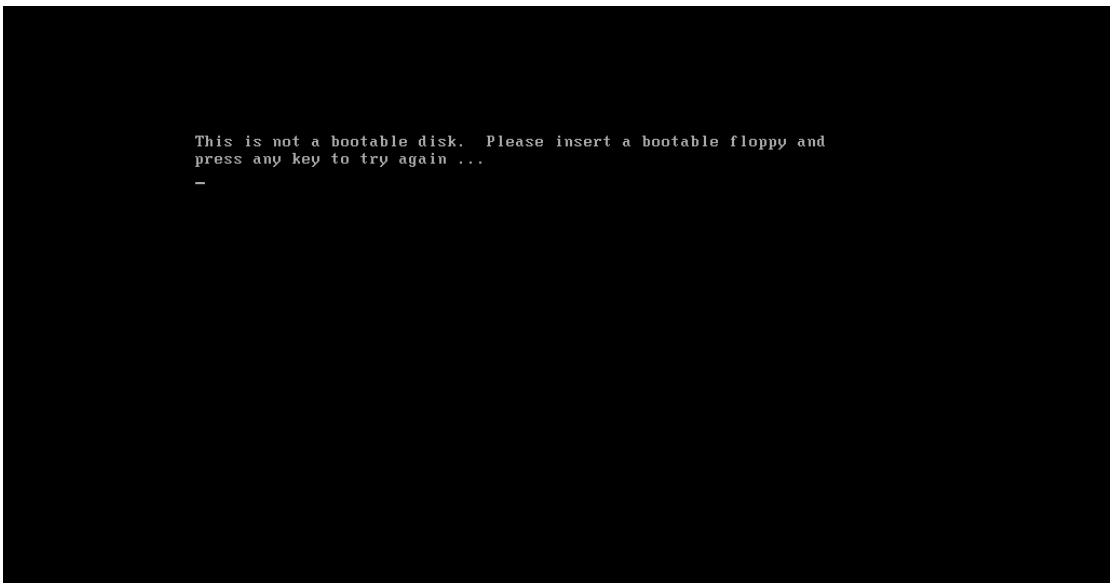 This is not a bootable disk.  Please insert a bootable floppy and
press any key to try again ...
_